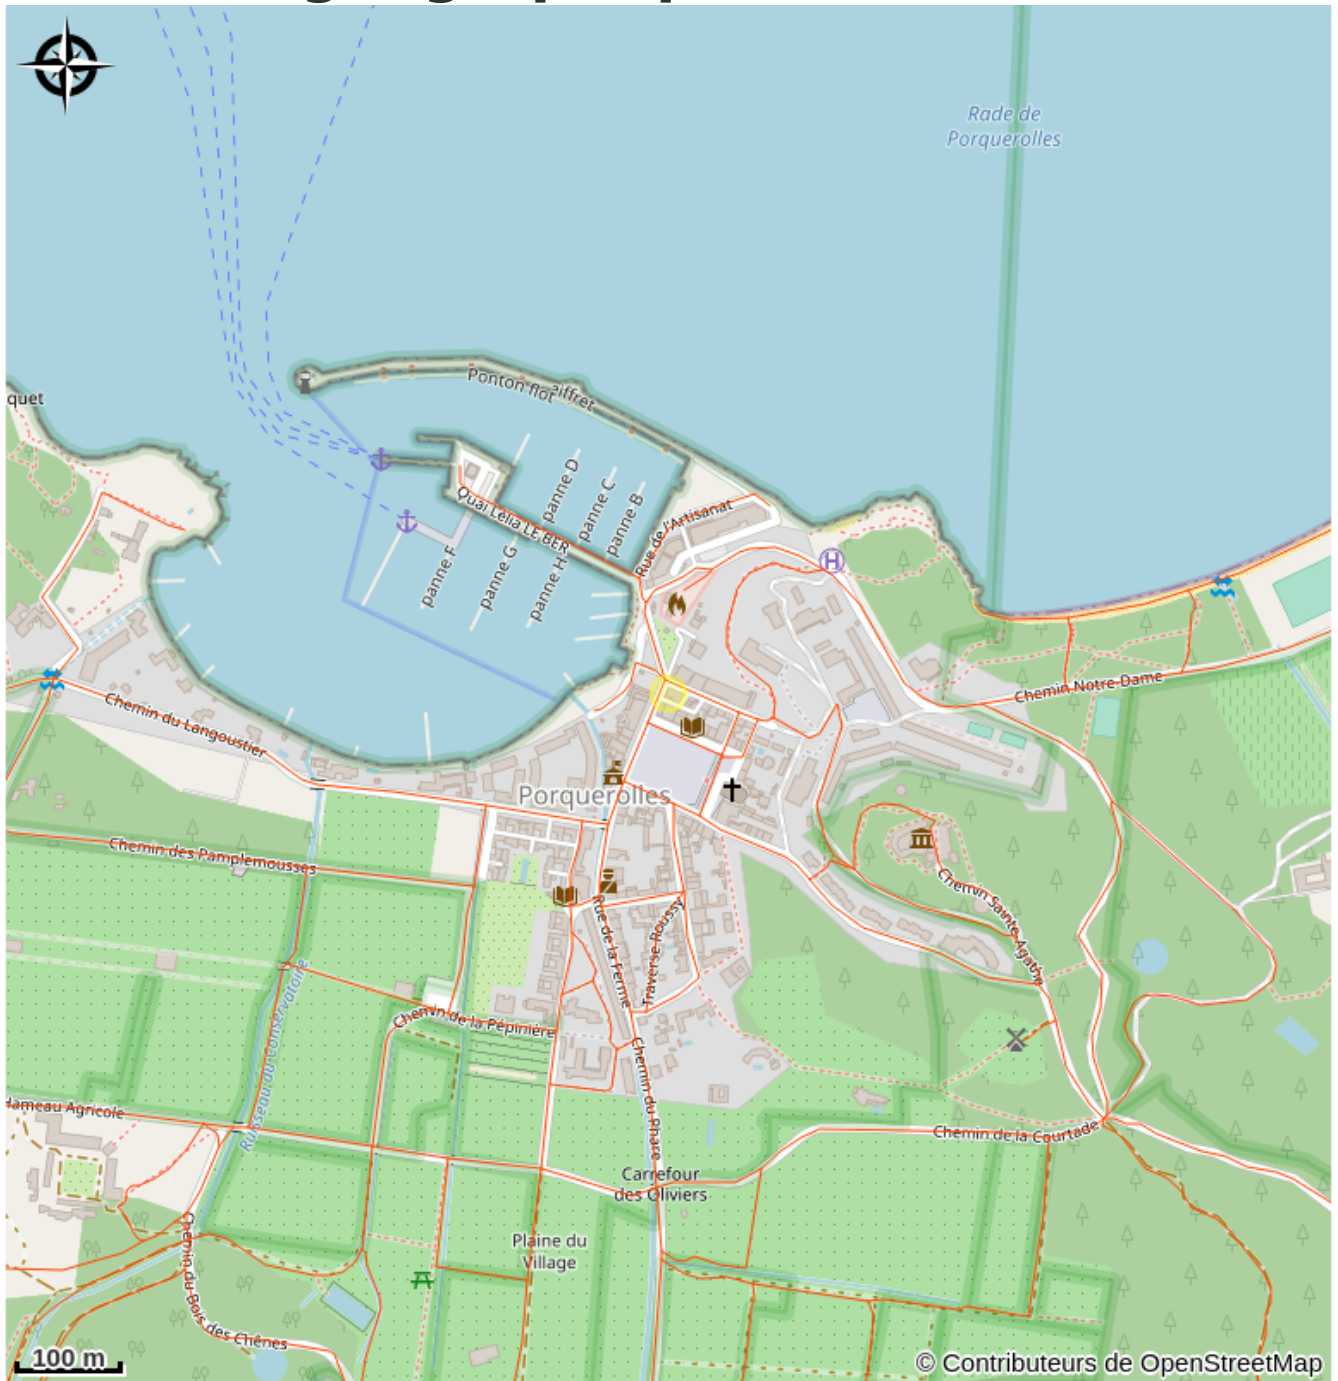 Rade de
Porquerolles
quet
Ponton flot
aiffret
panne D
panne C
panne B
Quai Lélia LE BER
Rue de l'Artisanat
panne F
panne G
panne H
H
Chemin du Langoustier
Chemin Notre-Dame
Porquerolles
Chemin des Pamplemousses
Chemin Sainte-Agathe
Rue de la Ferme
Traverse Roussy
Ruisseau du Conservatoire
Chemin de la Pépinière
Chemin du Phare
Hameau Agricole
Chemin de la Courtade
Carrefour
des Oliviers
Plaine du
Village
Chemin du Bois des Chênes
100 m
© Contributeurs de OpenStreetMap